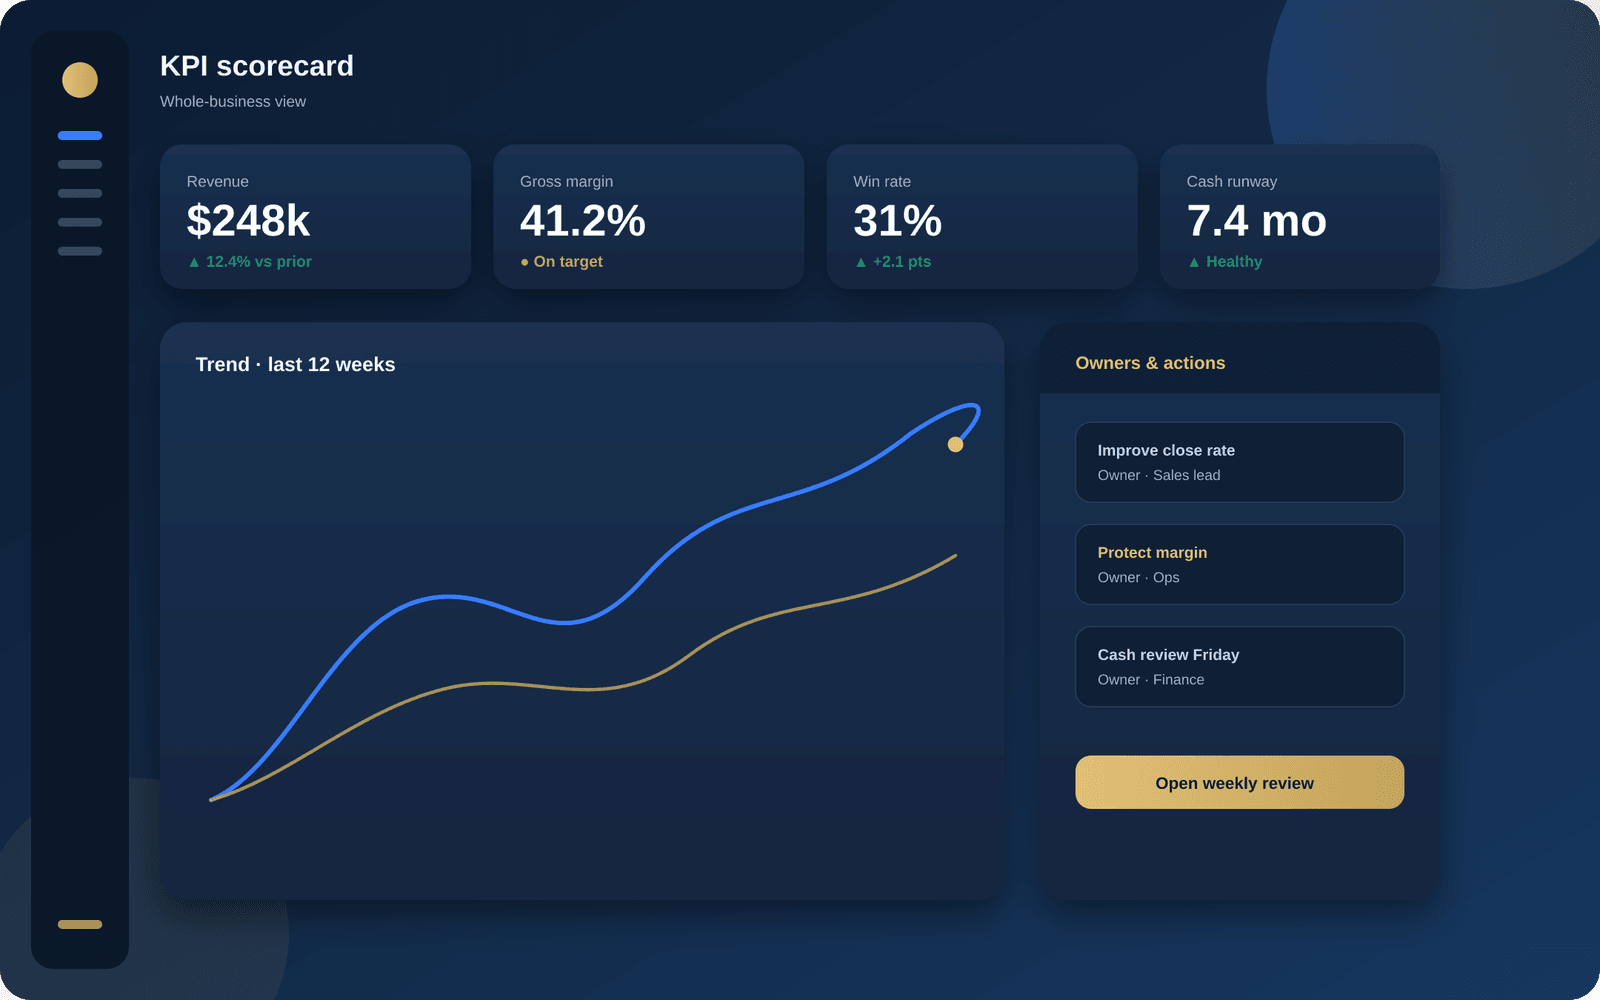 KPI scorecard
Whole-business view
Revenue
$248k
▲ 12.4% vs prior
Gross margin
41.2%
● On target
Win rate
31%
▲ +2.1 pts
Cash runway
7.4 mo
▲ Healthy
Trend · last 12 weeks
Owners & actions
Improve close rate
Owner · Sales lead
Protect margin
Owner · Ops
Cash review Friday
Owner · Finance
Open weekly review